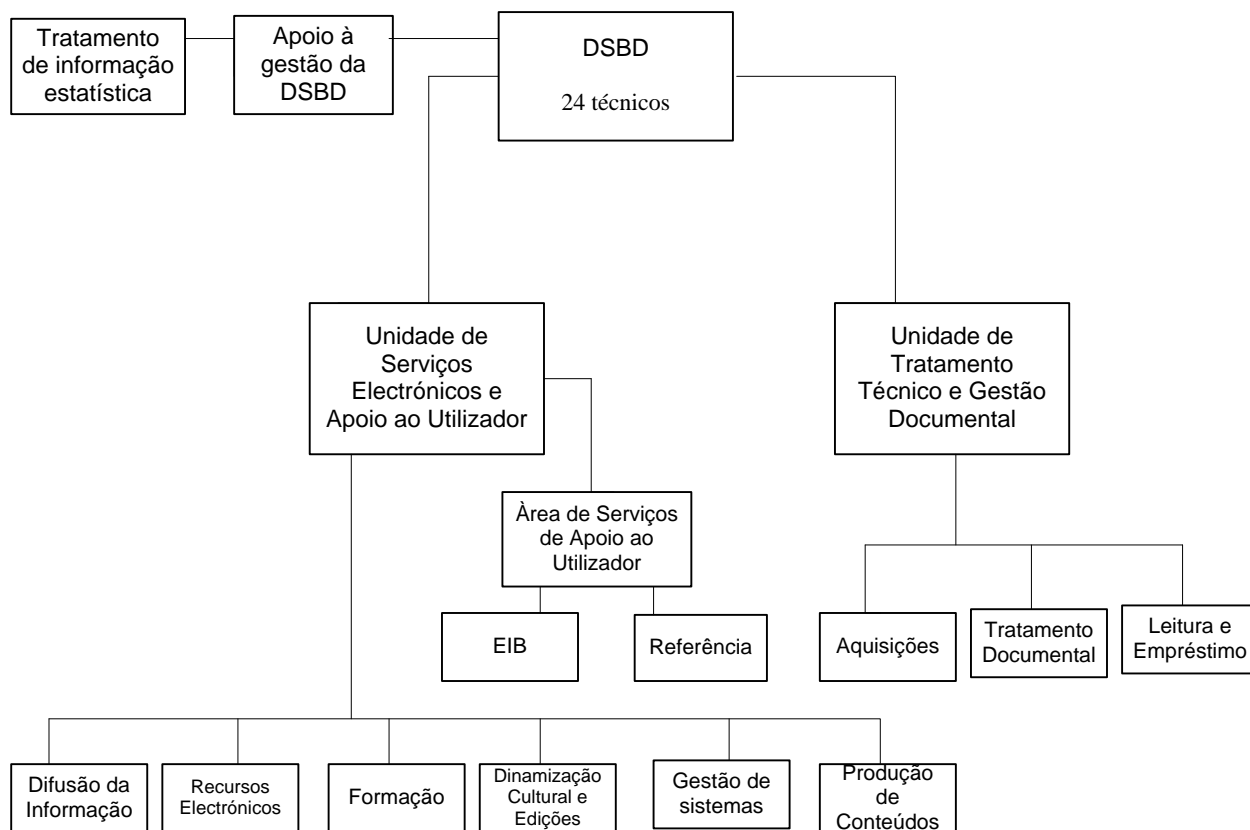 Tratamento
de informação
estatística
Apoio à
gestão da
DSBD
DSBD
24 técnicos
Unidade de
Serviços
Electrónicos e
Apoio ao Utilizador
Unidade de
Tratamento
Técnico e Gestão
Documental
Àrea de Serviços
de Apoio ao
Utilizador
EIB
Referência
Aquisições
Tratamento
Documental
Leitura e
Empréstimo
Difusão da
Informação
Recursos
Electrónicos
Formação
Dinamização
Cultural e
Edições
Gestão de
sistemas
Produção
de
Conteúdos